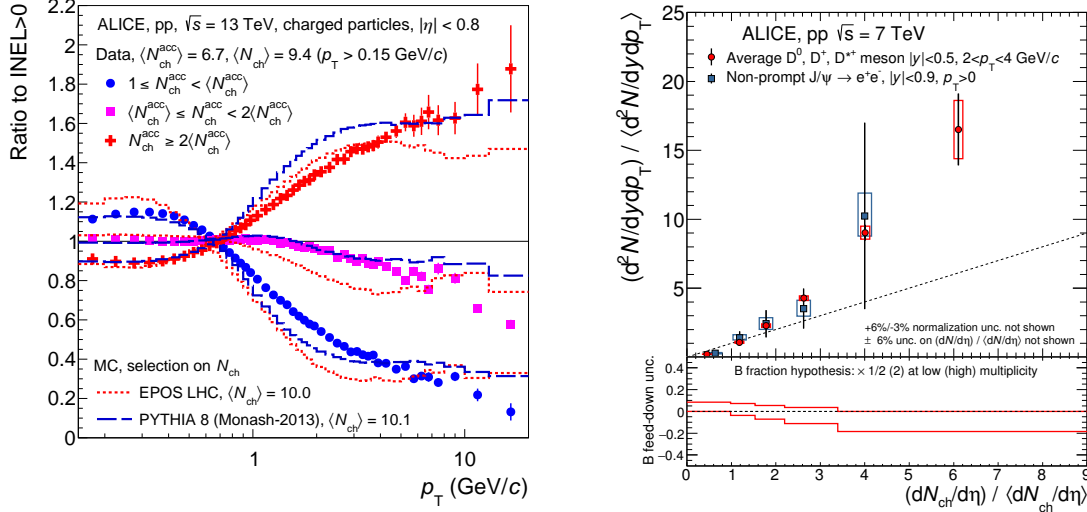 ALICE, pp, √s = 13 TeV, charged particles, |η| < 0.8
Data, ⟨N_ch^acc⟩ = 6.7, ⟨N_ch⟩ = 9.4 (p_T > 0.15 GeV/c)
1 ≤ N_ch^acc < ⟨N_ch^acc⟩
⟨N_ch^acc⟩ ≤ N_ch^acc < 2⟨N_ch^acc⟩
N_ch^acc ≥ 2⟨N_ch^acc⟩
Ratio to INEL>0
2.2
2
1.8
1.6
1.4
1.2
1
0.8
0.6
0.4
0.2
0
MC, selection on N_ch
EPOS LHC, ⟨N_ch⟩ = 10.0
PYTHIA 8 (Monash-2013), ⟨N_ch⟩ = 10.1
1 10
p_T (GeV/c)
ALICE, pp √s = 7 TeV
Average D⁰, D⁺, D*⁺ meson |y|<0.5, 2<p_T<4 GeV/c
Non-prompt J/ψ → e⁺e⁻, |y|<0.9, p_T>0
(d²N/dydp_T) / ⟨d²N/dydp_T⟩
25
20
15
10
5
+6%/-3% normalization unc. not shown
± 6% unc. on (dN/dη) / ⟨dN/dη⟩ not shown
B fraction hypothesis: × 1/2 (2) at low (high) multiplicity
B feed-down unc.
0.4
0.2
0
−0.2
−0.4
0 1 2 3 4 5 6 7 8 9
(dN_ch/dη) / ⟨dN_ch/dη⟩